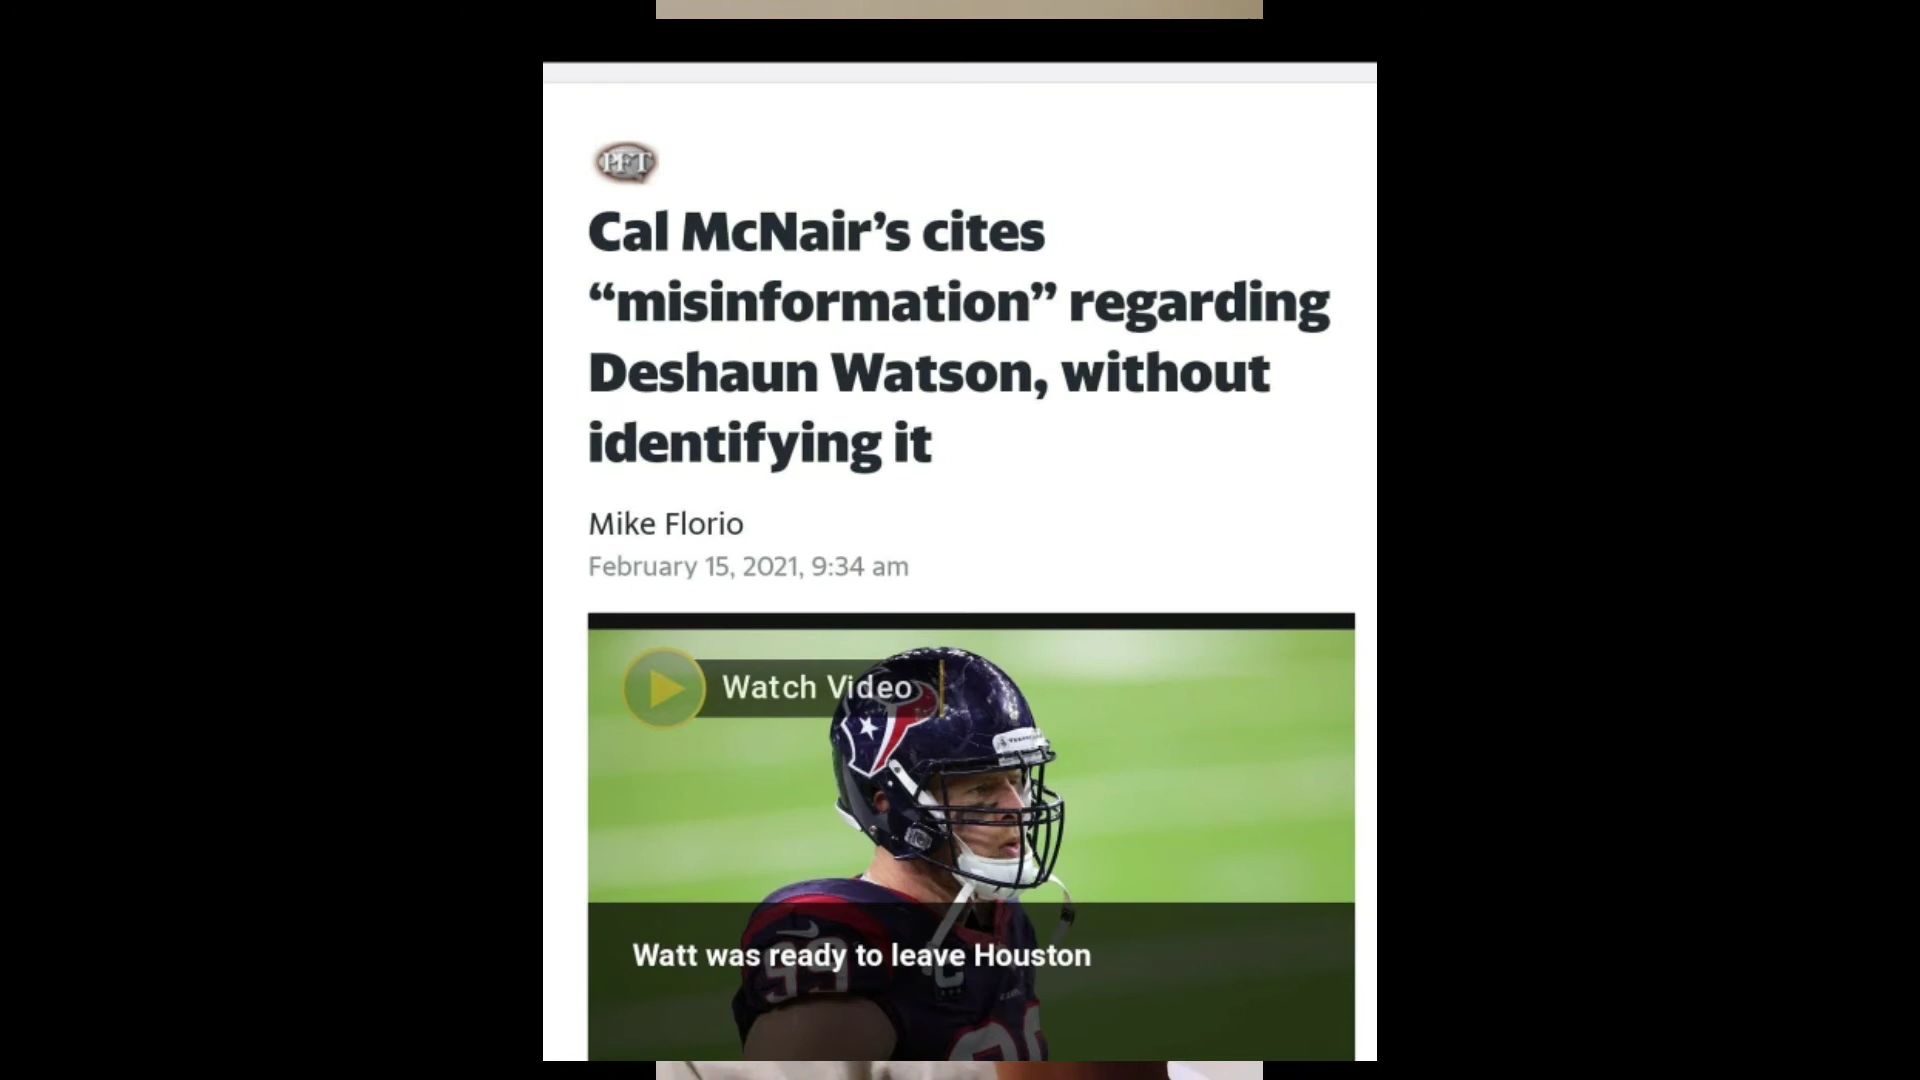 PFT
Cal McNair’s cites
“misinformation” regarding
Deshaun Watson, without
identifying it
Mike Florio
February 15, 2021, 9:34 am
Watch Video
Watt was ready to leave Houston
99
C